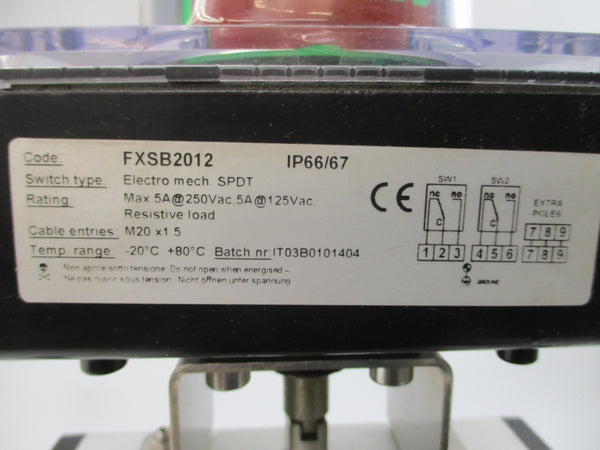 Code: FXSB2012 IP66/67
Switch type: Electro mech. SPDT
Rating: Max 5A@250Vac,5A@125Vac,
Resistive load
Cable entries: M20 x1.5
Temp. range: -20°C +80°C Batch nr:IT03B0101404
Non aprire sotto tensione. Do not open when energised -
Ne pas ouvrir sous tension - Nicht öffnen unter spannung
CE
SW1 SW2
nc no nc no
C C
EXTRA
POLES
7 8 9
1 2 3 4 5 6 7 8 9
GROUND